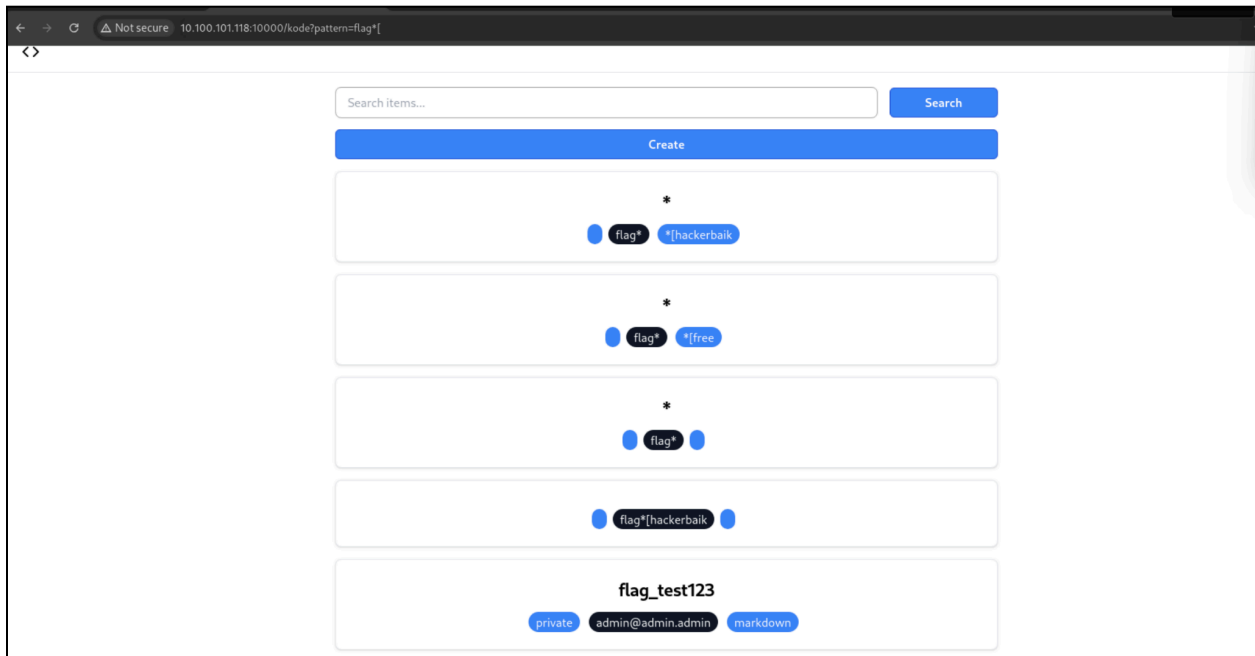 Not secure 10.100.101.118:10000/kode?pattern=flag*[
<>
Search items... Search
Create
*
flag* *[hackerbaik
*
flag* *[free
*
flag*
flag*[hackerbaik
flag_test123
private admin@admin.admin markdown